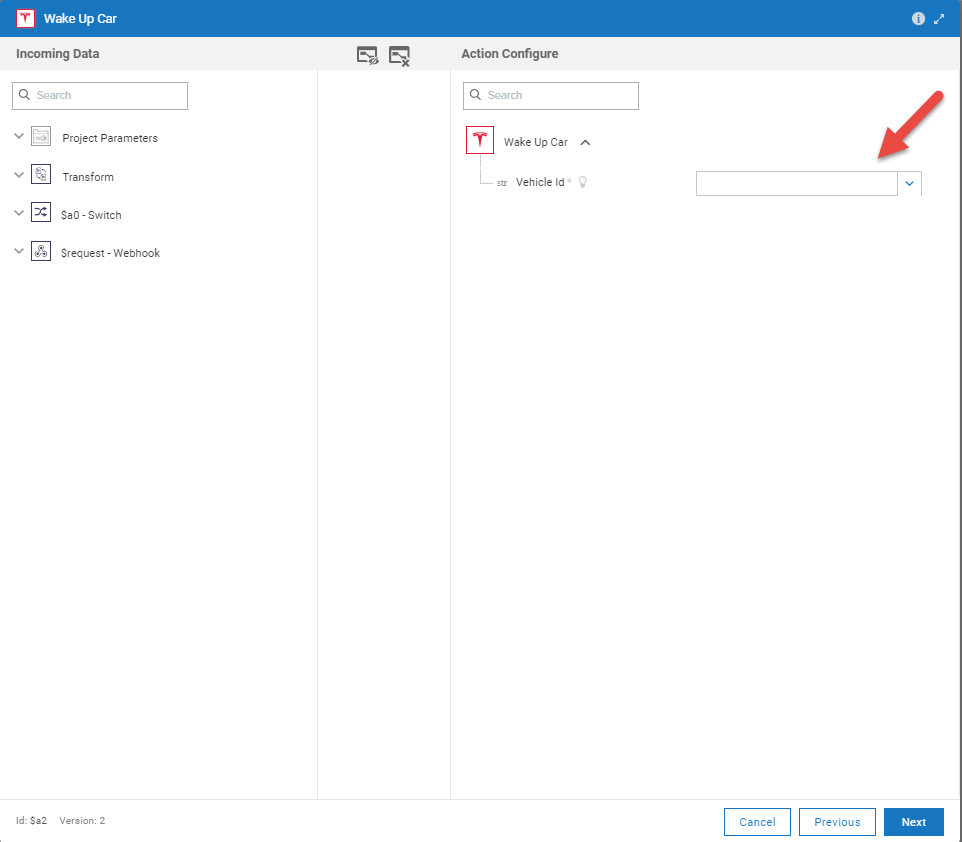 Wake Up Car
Incoming Data
Action Configure
Search
Search
Project Parameters
Wake Up Car
Transform
str Vehicle Id *
$a0 - Switch
$request - Webhook
Id: $a2 Version: 2
Cancel
Previous
Next